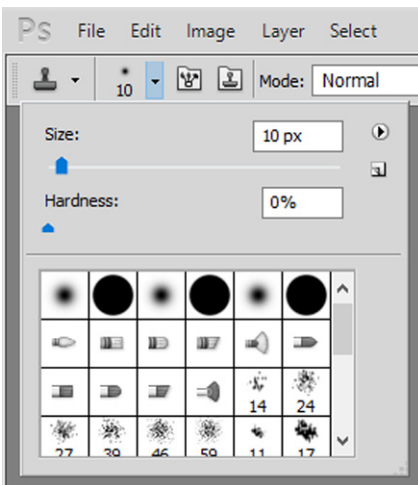 Ps File Edit Image Layer Select
10 Mode: Normal
Size: 10 px
Hardness: 0%
14 24
27 39 46 59 11 17